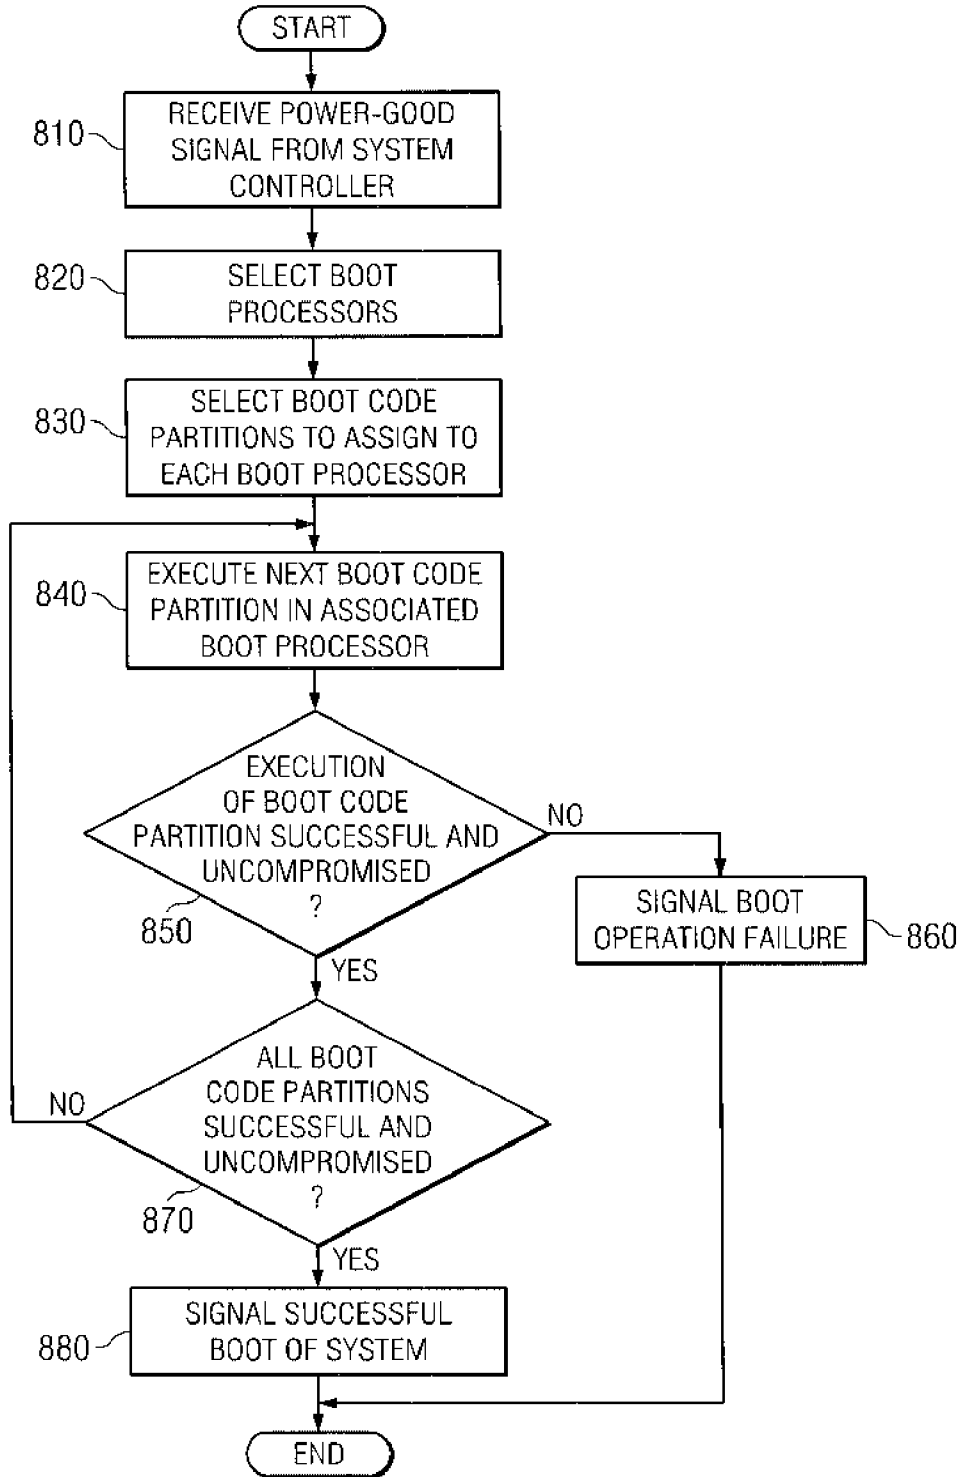 START
810
RECEIVE POWER-GOOD
SIGNAL FROM SYSTEM
CONTROLLER
820
SELECT BOOT
PROCESSORS
830
SELECT BOOT CODE
PARTITIONS TO ASSIGN TO
EACH BOOT PROCESSOR
840
EXECUTE NEXT BOOT CODE
PARTITION IN ASSOCIATED
BOOT PROCESSOR
EXECUTION
OF BOOT CODE
PARTITION SUCCESSFUL AND
UNCOMPROMISED
?
850
NO
SIGNAL BOOT
OPERATION FAILURE
860
YES
ALL BOOT
CODE PARTITIONS
SUCCESSFUL AND
UNCOMPROMISED
?
870
NO
YES
880
SIGNAL SUCCESSFUL
BOOT OF SYSTEM
END